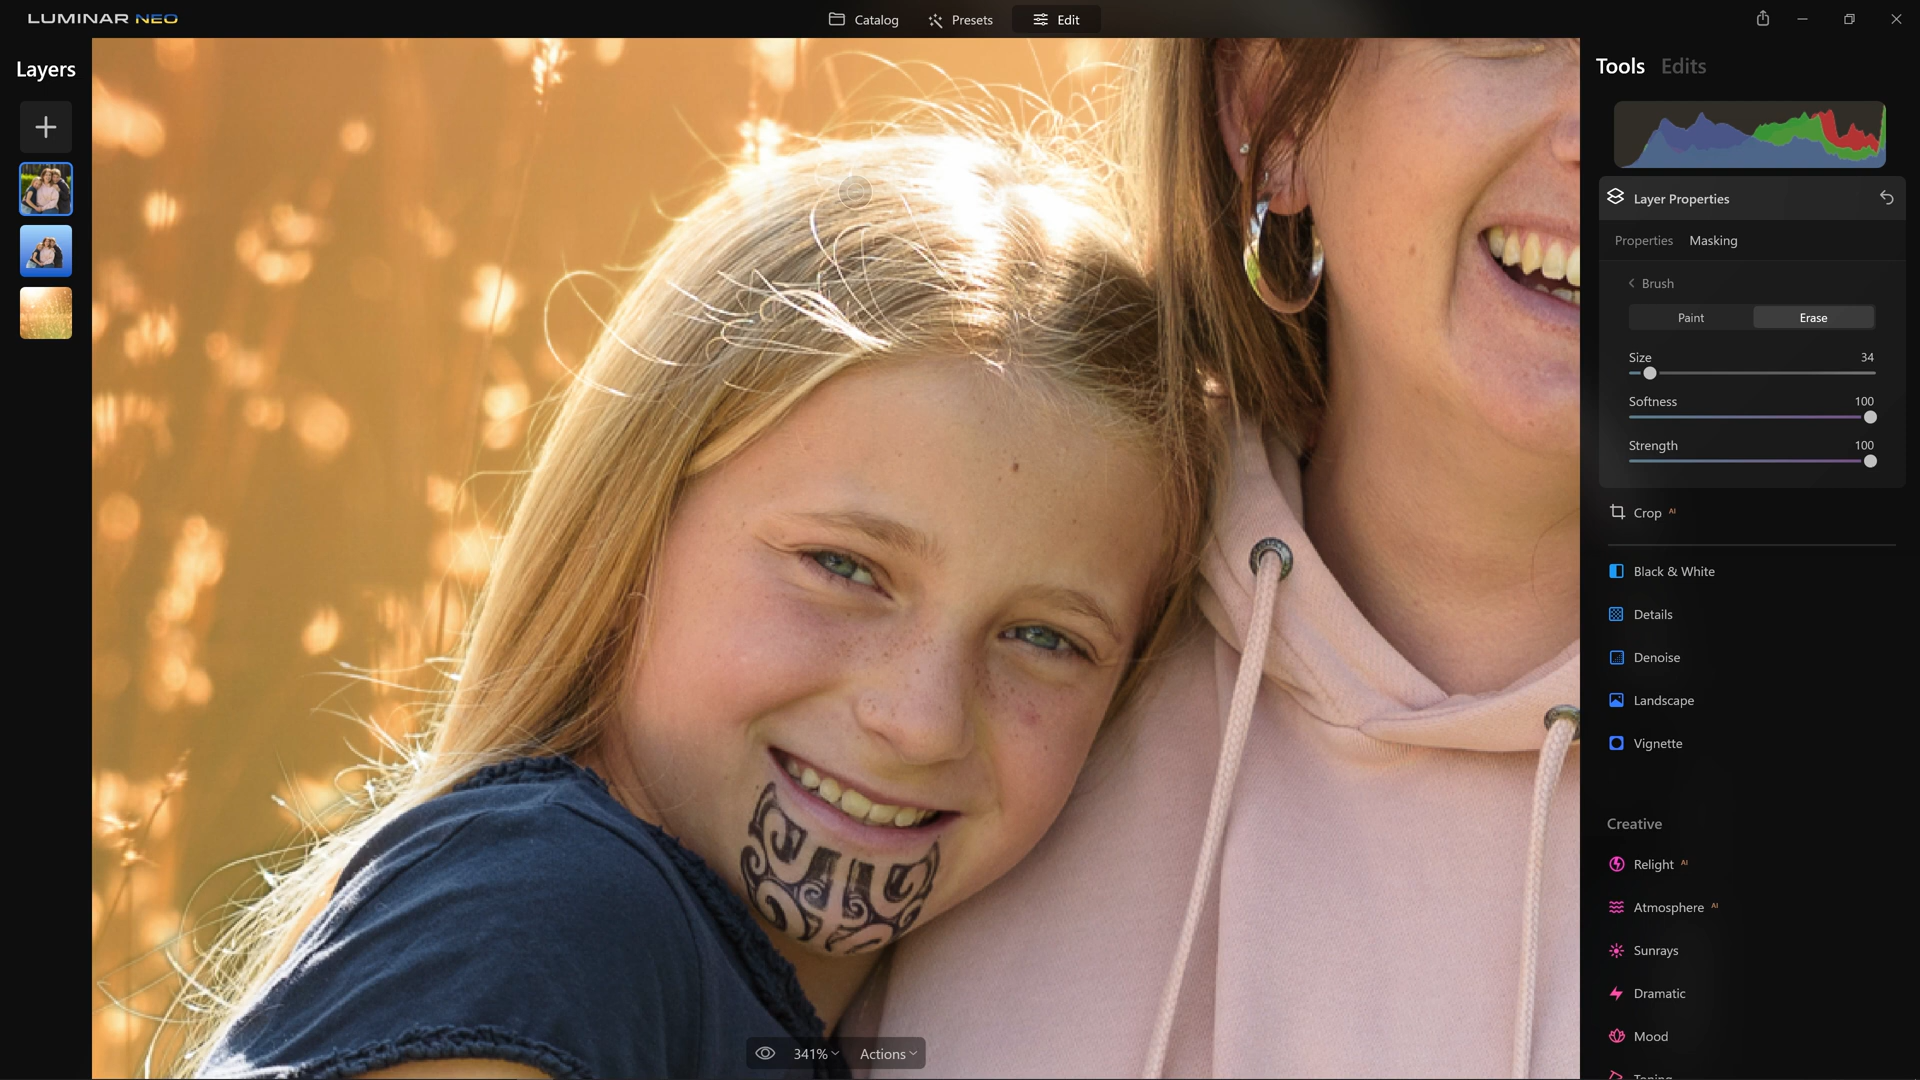 LUMINAR NEO
Catalog
Presets
Edit
Layers
Tools
Edits
Layer Properties
Properties
Masking
Brush
Paint
Erase
Size
34
Softness
100
Strength
100
Crop AI
Black & White
Details
Denoise
Landscape
Vignette
Creative
Relight AI
Atmosphere AI
Sunrays
Dramatic
Mood
341%
Actions